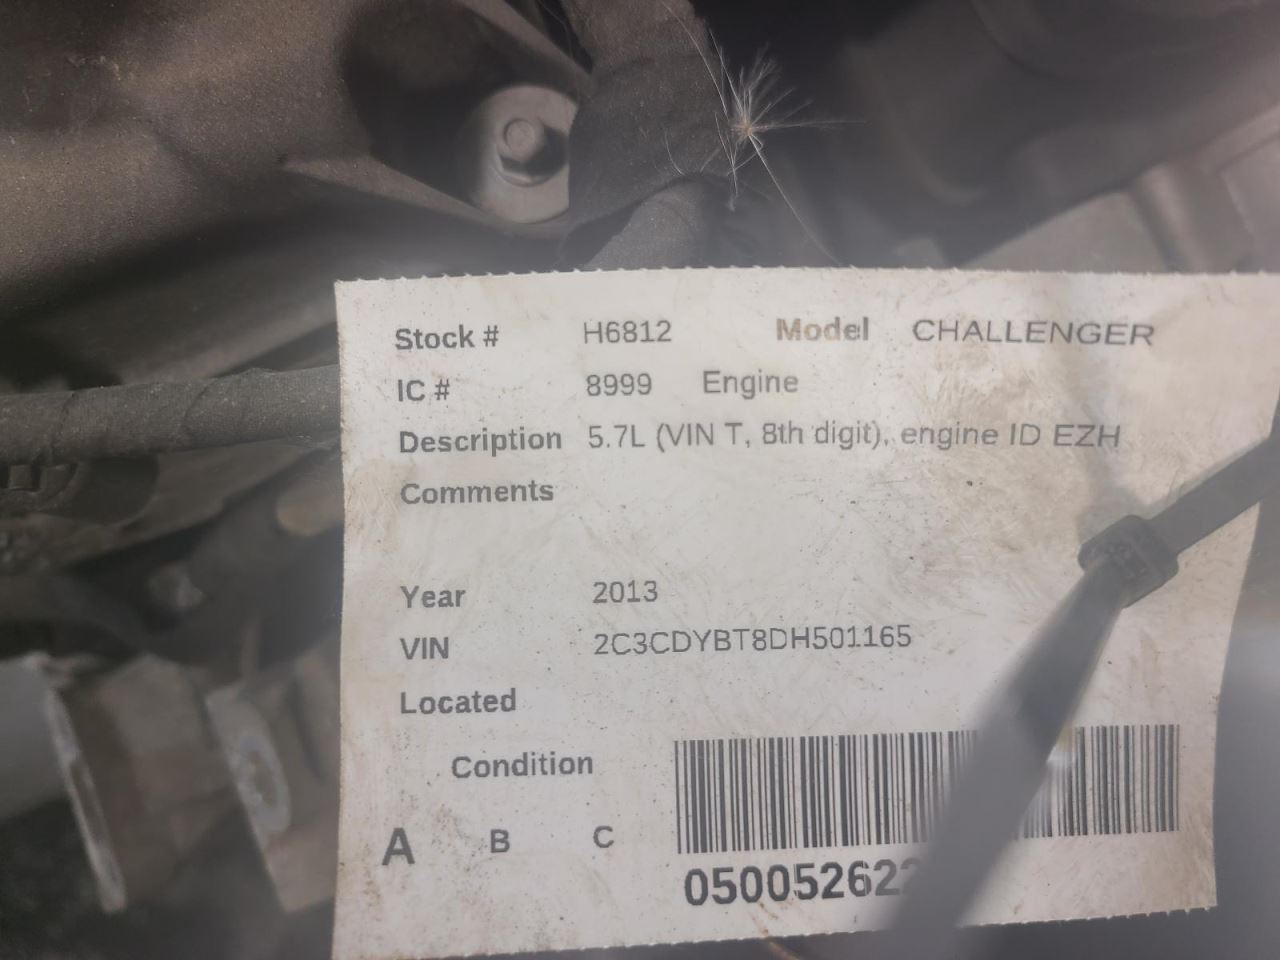 Stock # H6812 Model CHALLENGER
IC # 8999 Engine
Description 5.7L (VIN T, 8th digit), engine ID EZH
Comments
Year 2013
VIN 2C3CDYBT8DH501165
Located
Condition
A B C
050052622